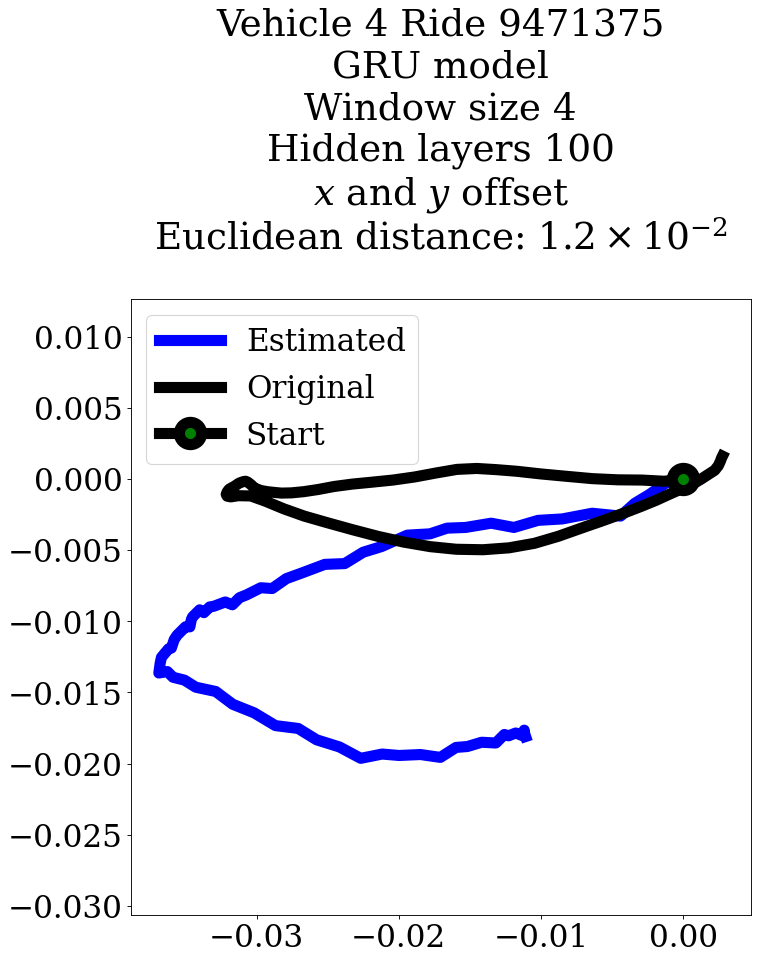 Vehicle 4 Ride 9471375
GRU model
Window size 4
Hidden layers 100
x and y offset
Euclidean distance: 1.2 × 10⁻²
Estimated
Original
Start
0.010
0.005
0.000
−0.005
−0.010
−0.015
−0.020
−0.025
−0.030
−0.03 −0.02 −0.01 0.00